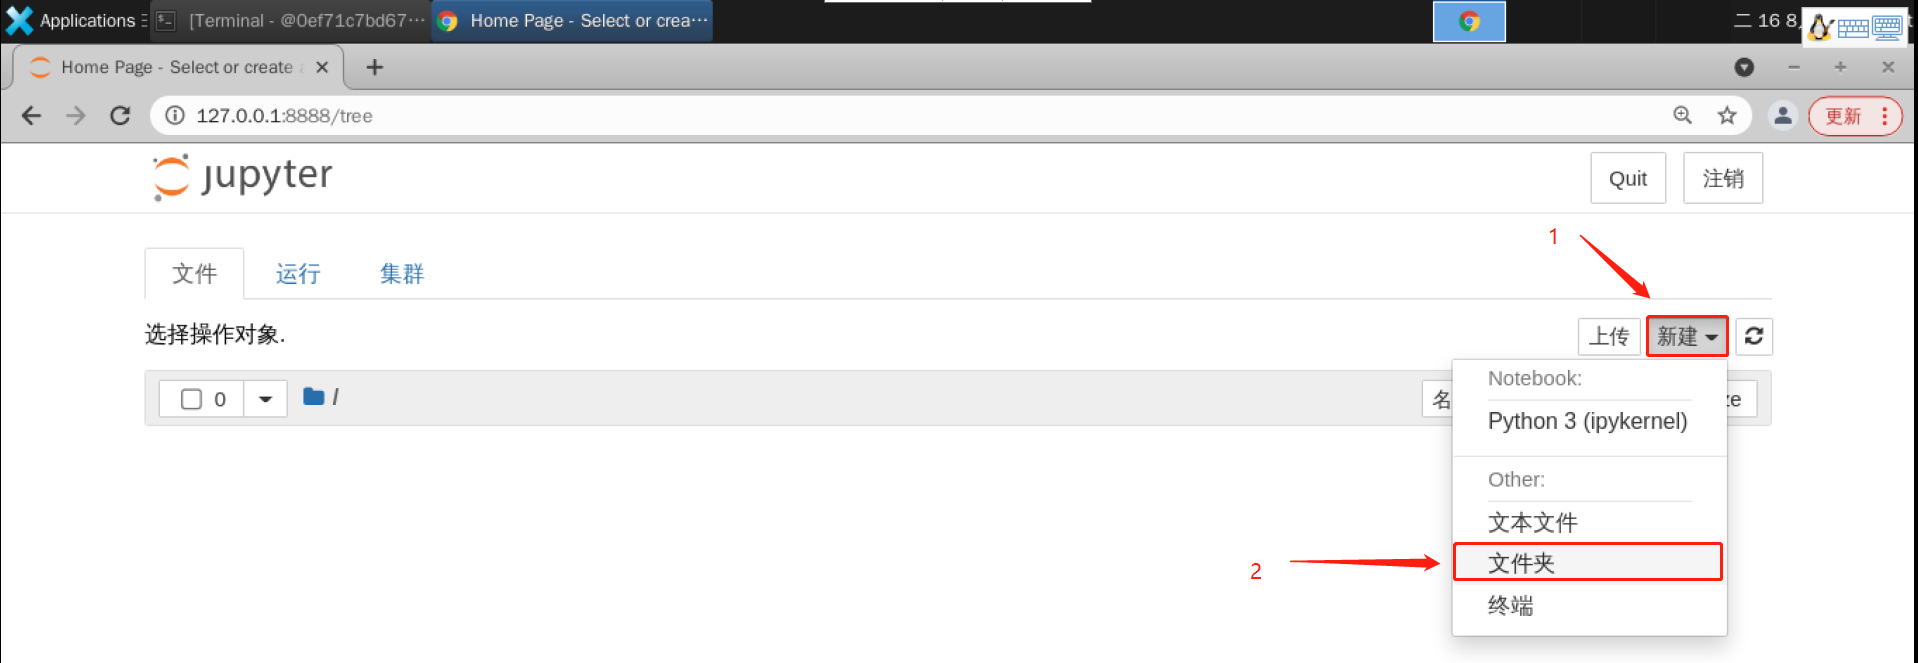 Applications
[Terminal - @0ef71c7bd67···
Home Page - Select or crea···
二 16 8
Home Page - Select or create
127.0.0.1:8888/tree
更新
jupyter
Quit
注销
1
文件
运行
集群
选择操作对象.
上传
新建
0
/
名
ze
Notebook:
Python 3 (ipykernel)
Other:
文本文件
2
文件夹
终端